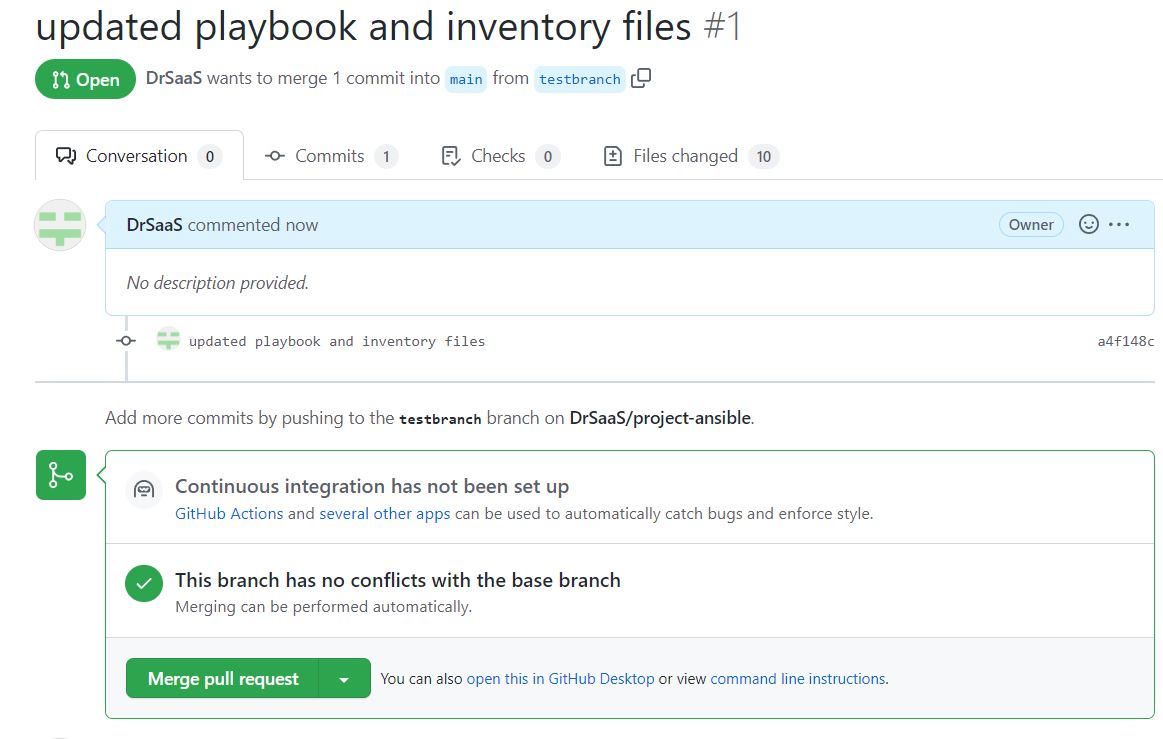 updated playbook and inventory files #1
Open DrSaaS wants to merge 1 commit into main from testbranch
Conversation 0 Commits 1 Checks 0 Files changed 10
DrSaaS commented now Owner
No description provided.
updated playbook and inventory files a4f148c
Add more commits by pushing to the testbranch branch on DrSaaS/project-ansible.
Continuous integration has not been set up
GitHub Actions and several other apps can be used to automatically catch bugs and enforce style.
This branch has no conflicts with the base branch
Merging can be performed automatically.
Merge pull request You can also open this in GitHub Desktop or view command line instructions.